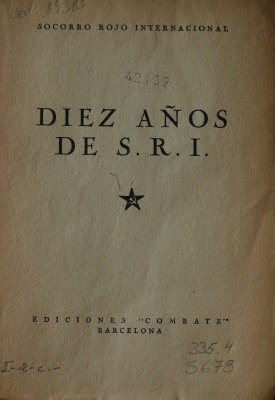 SOCORRO ROJO INTERNACIONAL
42139
DIEZ AÑOS
DE S. R. I.
EDICIONES "COMBATE"
BARCELONA
335.4
S678